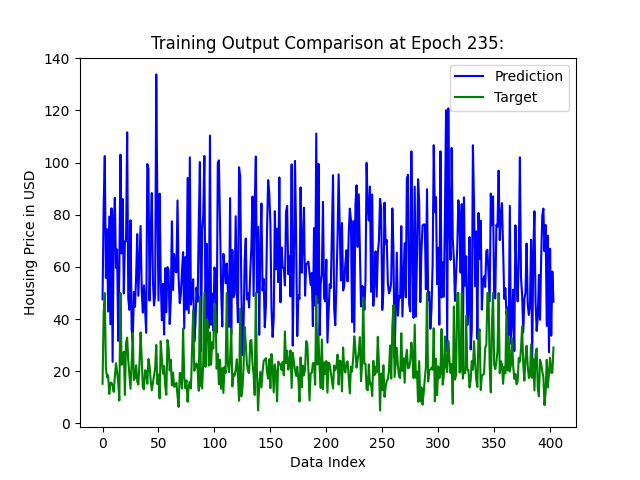 Training Output Comparison at Epoch 235:
Prediction
Target
Housing Price in USD
140
120
100
80
60
40
20
0
0 50 100 150 200 250 300 350 400
Data Index